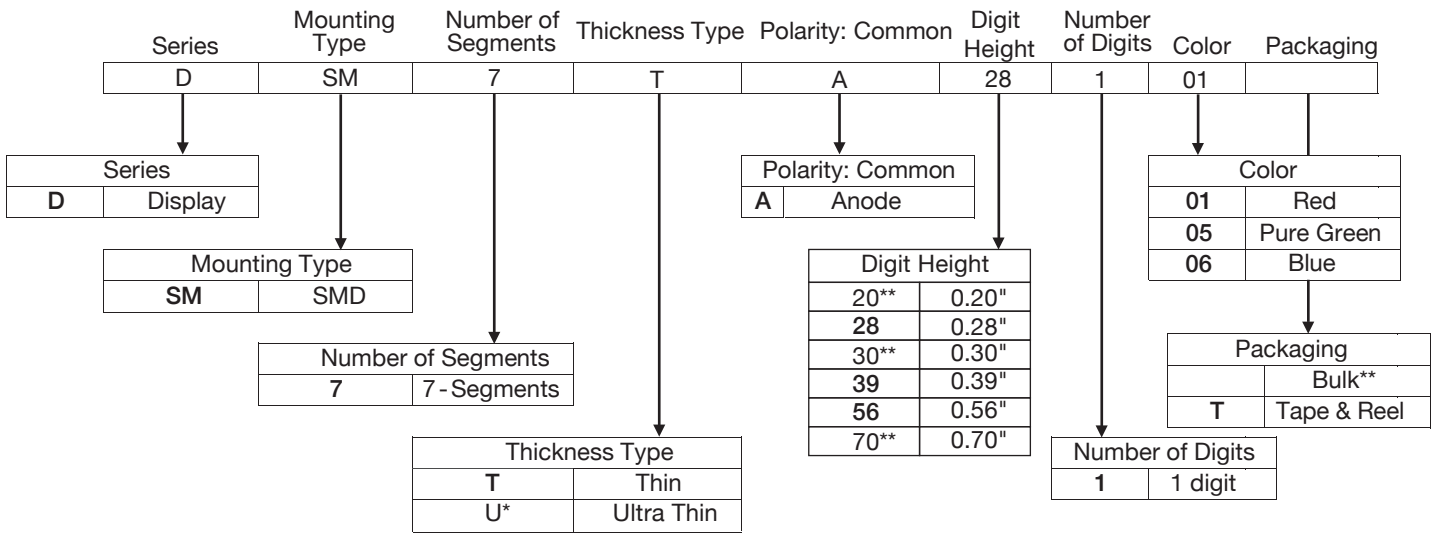 Series
Mounting
Type
Number of
Segments
Thickness Type
Polarity: Common
Digit
Height
Number
of Digits
Color
Packaging
D SM 7 T A 28 1 01
Series
D Display
Mounting Type
SM SMD
Number of Segments
7 7-Segments
Thickness Type
T Thin
U* Ultra Thin
Polarity: Common
A Anode
Digit Height
20** 0.20"
28 0.28"
30** 0.30"
39 0.39"
56 0.56"
70** 0.70"
Number of Digits
1 1 digit
Color
01 Red
05 Pure Green
06 Blue
Packaging
Bulk**
T Tape & Reel